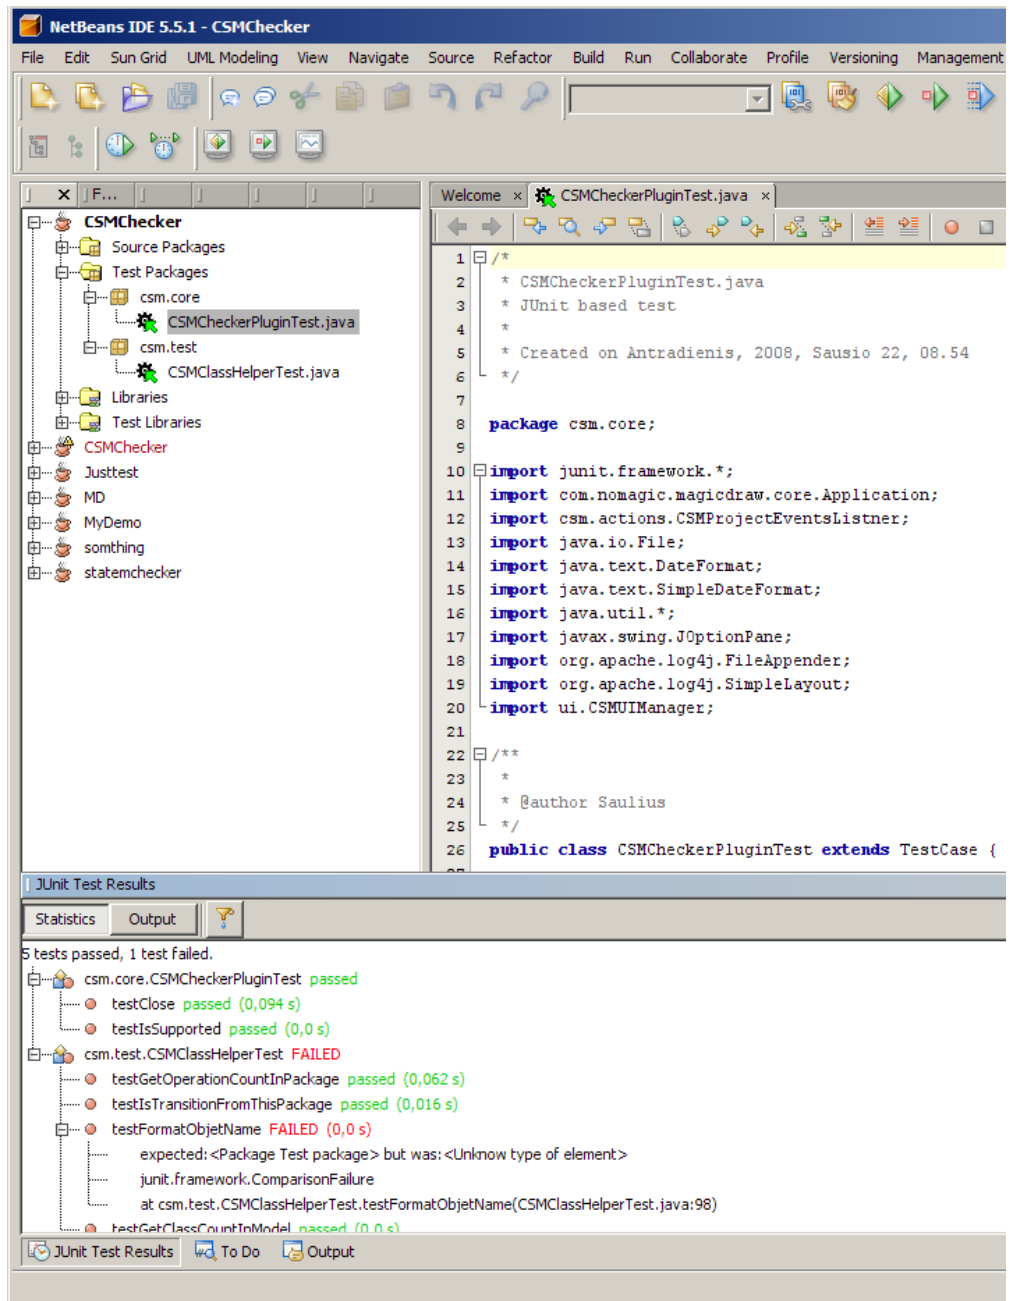 NetBeans IDE 5.5.1 - CSMChecker
File Edit Sun Grid UML Modeling View Navigate Source Refactor Build Run Collaborate Profile Versioning Management
F...
Welcome CSMCheckerPluginTest.java
CSMChecker
Source Packages
Test Packages
csm.core
CSMCheckerPluginTest.java
csm.test
CSMClassHelperTest.java
Libraries
Test Libraries
CSMChecker
Justtest
MD
MyDemo
somthing
statemchecker
1 /*
2 * CSMCheckerPluginTest.java
3 * JUnit based test
4 *
5 * Created on Antradienis, 2008, Sausio 22, 08.54
6 */
7
8 package csm.core;
9
10 import junit.framework.*;
11 import com.nomagic.magicdraw.core.Application;
12 import csm.actions.CSMProjectEventsListner;
13 import java.io.File;
14 import java.text.DateFormat;
15 import java.text.SimpleDateFormat;
16 import java.util.*;
17 import javax.swing.JOptionPane;
18 import org.apache.log4j.FileAppender;
19 import org.apache.log4j.SimpleLayout;
20 import ui.CSMUIManager;
21
22 /**
23 *
24 * @author Saulius
25 */
26 public class CSMCheckerPluginTest extends TestCase {
JUnit Test Results
Statistics Output
5 tests passed, 1 test failed.
csm.core.CSMCheckerPluginTest passed
testClose passed (0,094 s)
testIsSupported passed (0,0 s)
csm.test.CSMClassHelperTest FAILED
testGetOperationCountInPackage passed (0,062 s)
testIsTransitionFromThisPackage passed (0,016 s)
testFormatObjetName FAILED (0,0 s)
expected:<Package Test package> but was:<Unknow type of element>
junit.framework.ComparisonFailure
at csm.test.CSMClassHelperTest.testFormatObjetName(CSMClassHelperTest.java:98)
testGetClassCountInModel passed (0,0 s)
JUnit Test Results To Do Output